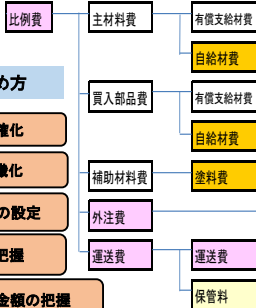 比例費 主材料費 有償支給材費
自給材費
め方
買入部品費 有償支給材費
自給材費
確化
補助材料費 塗料費
の設定
外注費
把握
運送費 運送費
保管料
金額の把握